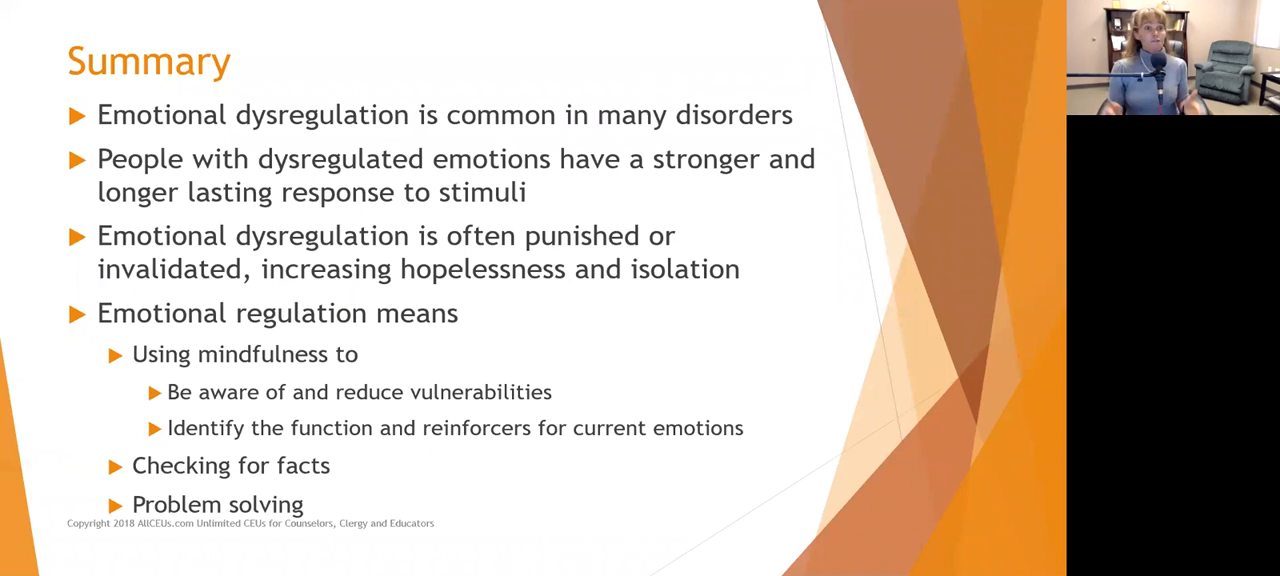 Summary
Emotional dysregulation is common in many disorders
People with dysregulated emotions have a stronger and
longer lasting response to stimuli
Emotional dysregulation is often punished or
invalidated, increasing hopelessness and isolation
Emotional regulation means
Using mindfulness to
Be aware of and reduce vulnerabilities
Identify the function and reinforcers for current emotions
Checking for facts
Problem solving
Copyright 2018 AllCEUs.com Unlimited CEUs for Counselors, Clergy and Educators